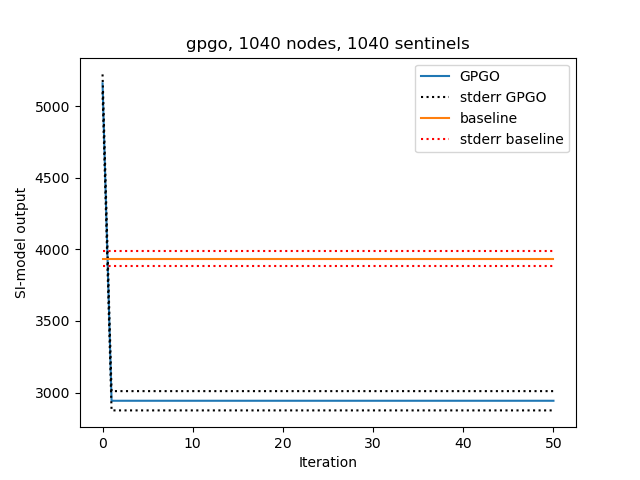 gpgo, 1040 nodes, 1040 sentinels
GPGO
stderr GPGO
baseline
stderr baseline
SI-model output
5000
4500
4000
3500
3000
0 10 20 30 40 50
Iteration